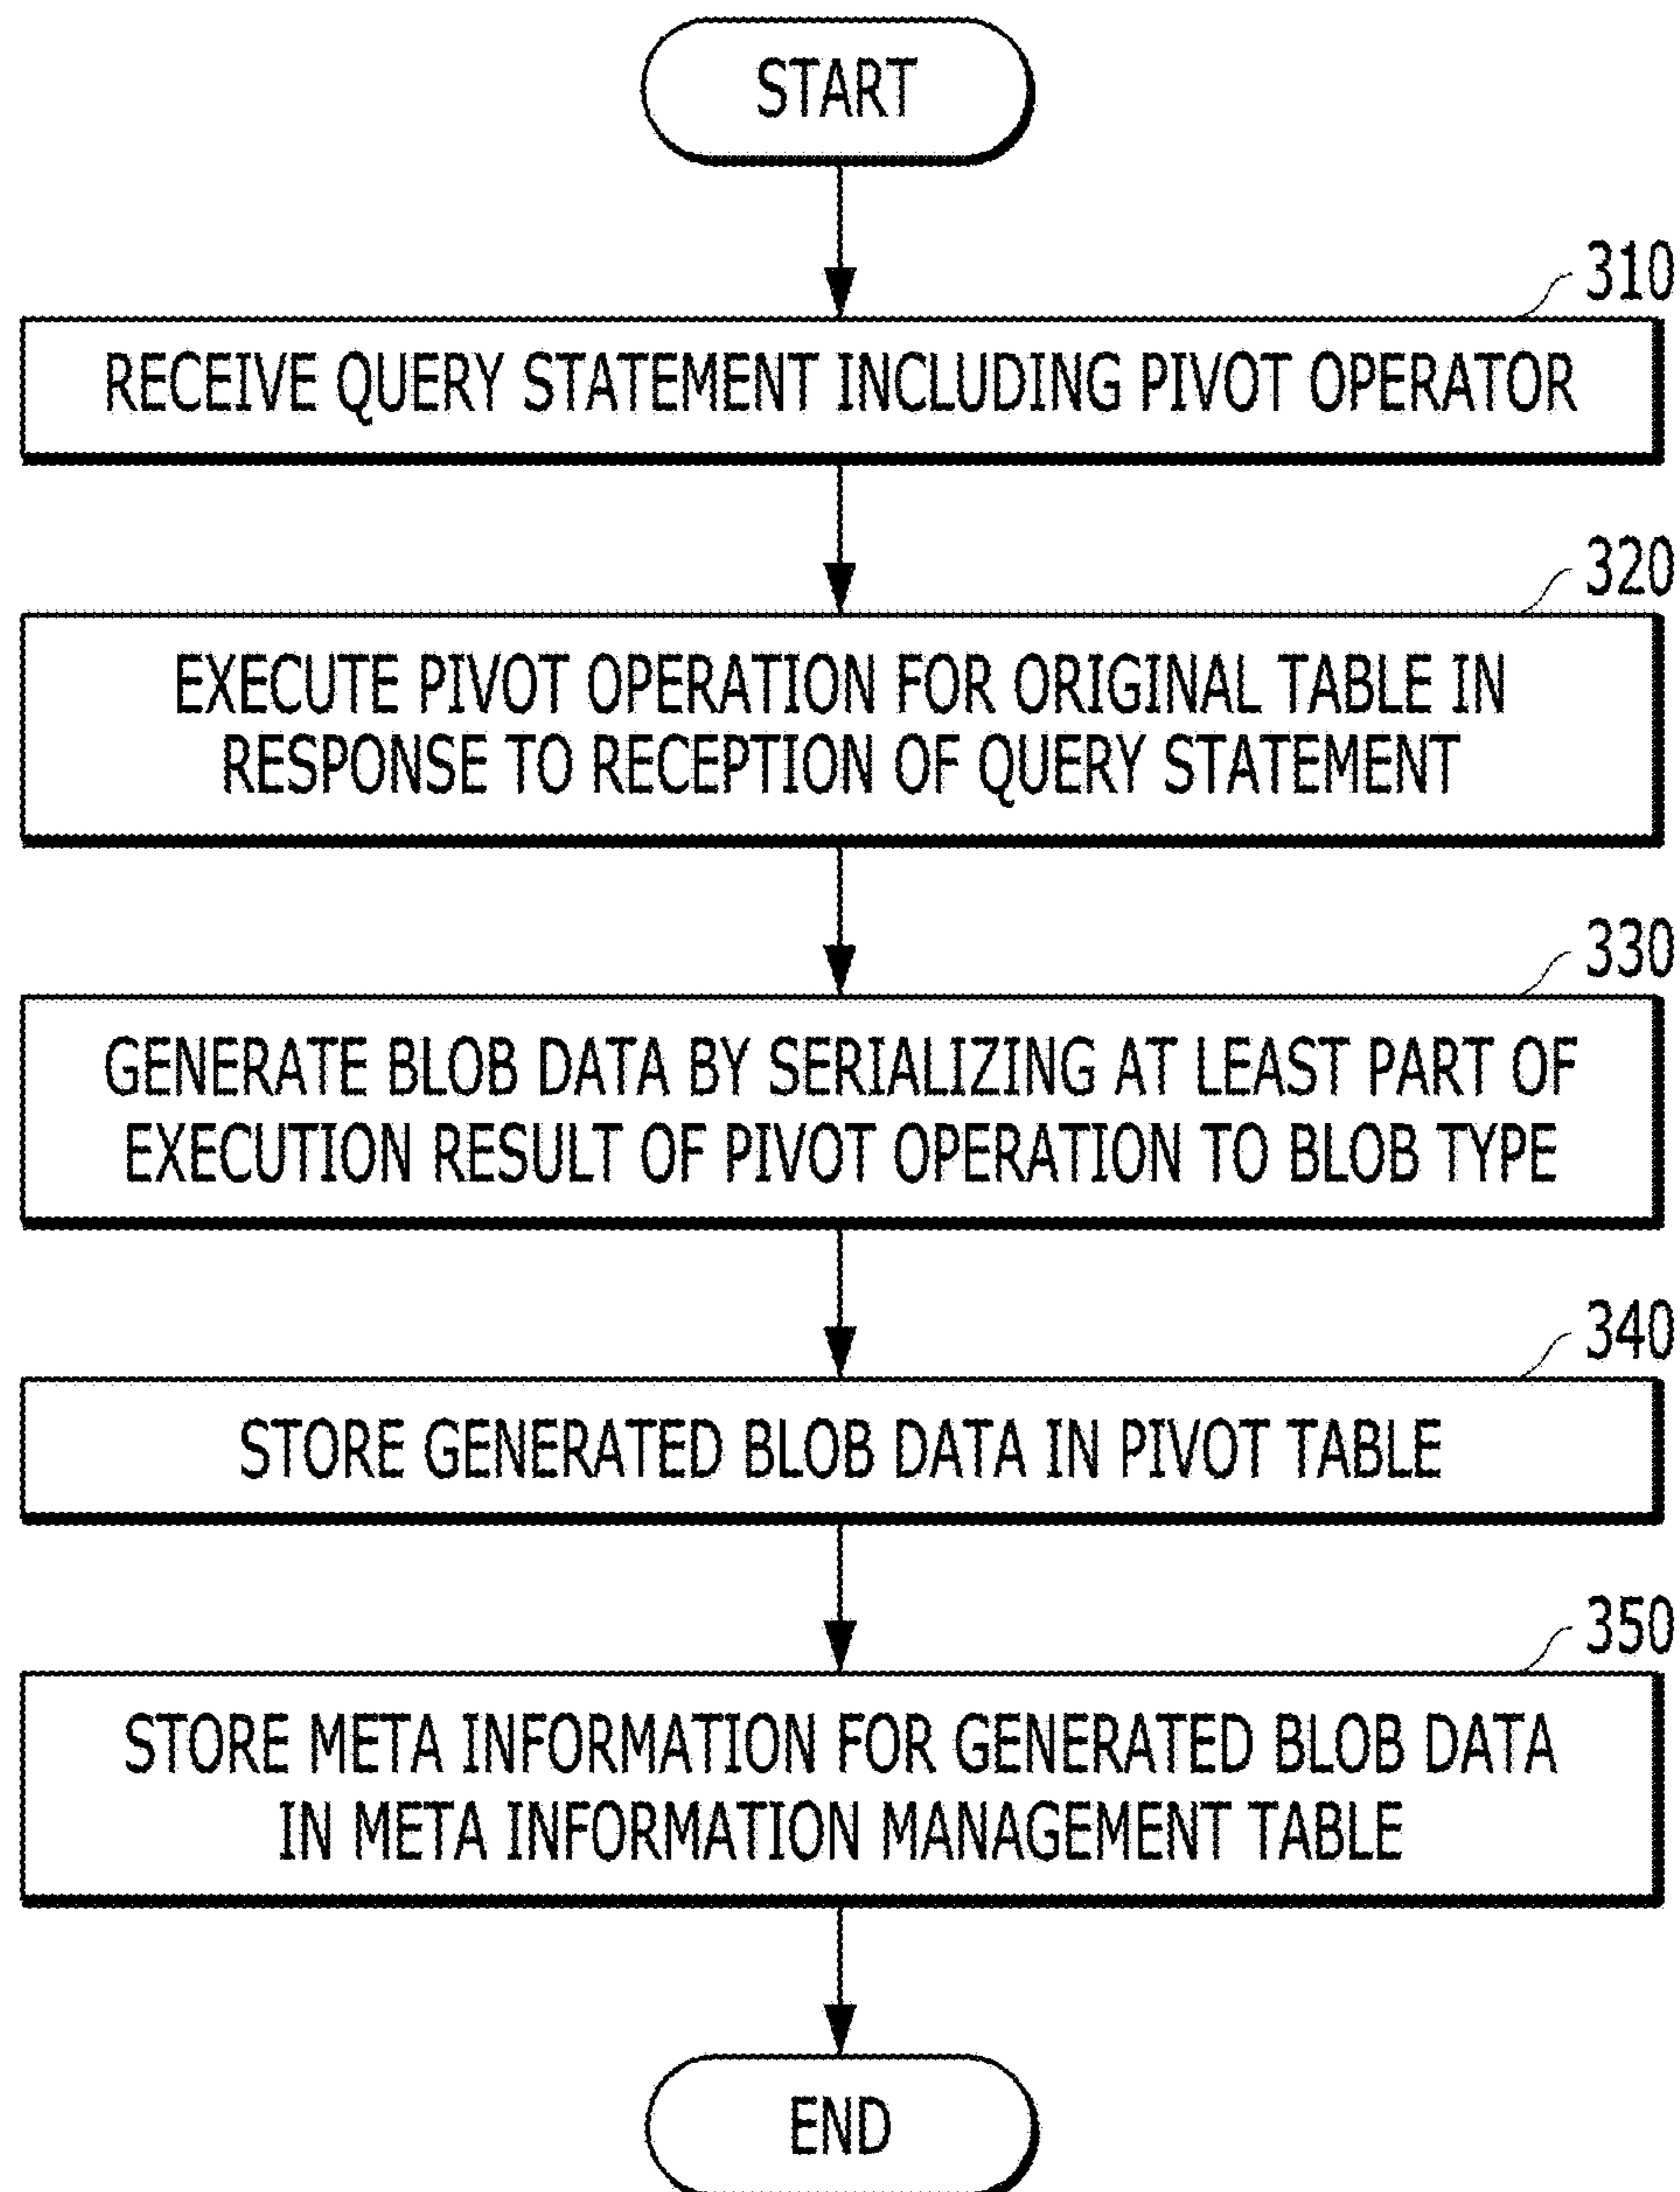 START
310
RECEIVE QUERY STATEMENT INCLUDING PIVOT OPERATOR
320
EXECUTE PIVOT OPERATION FOR ORIGINAL TABLE IN
RESPONSE TO RECEPTION OF QUERY STATEMENT
330
GENERATE BLOB DATA BY SERIALIZING AT LEAST PART OF
EXECUTION RESULT OF PIVOT OPERATION TO BLOB TYPE
340
STORE GENERATED BLOB DATA IN PIVOT TABLE
350
STORE META INFORMATION FOR GENERATED BLOB DATA
IN META INFORMATION MANAGEMENT TABLE
END